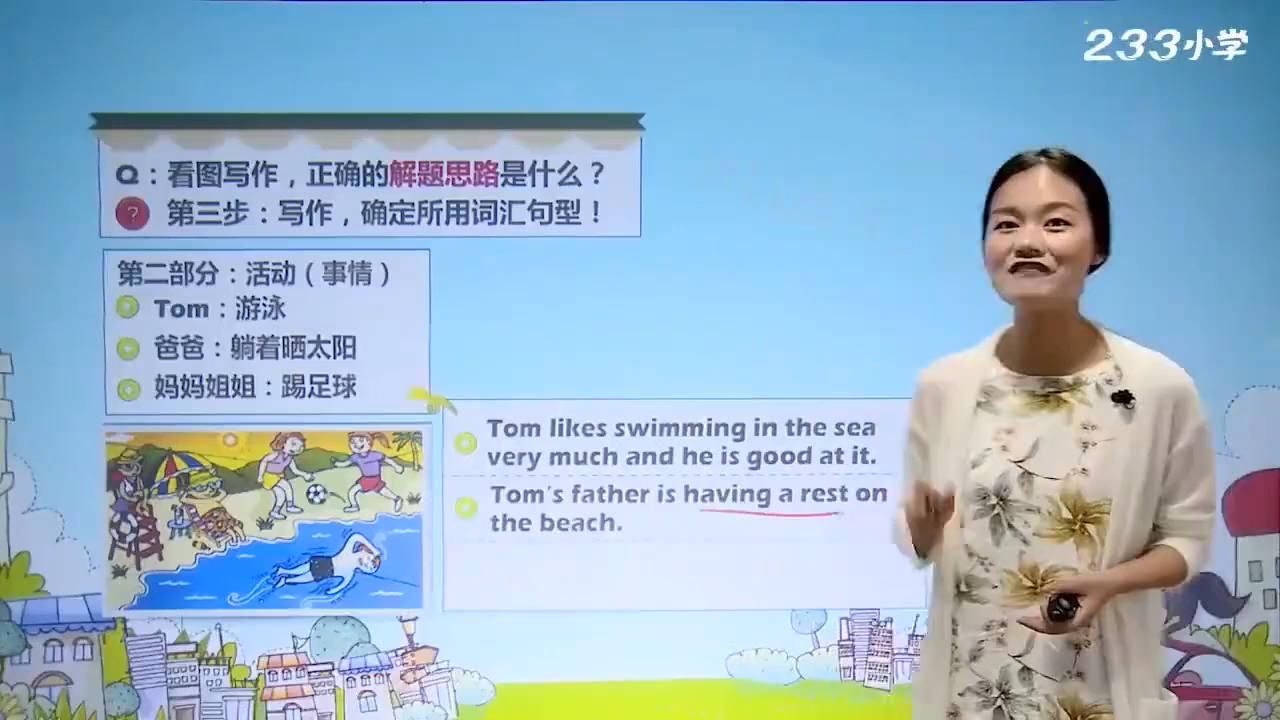 233小学
Q：看图写作，正确的解题思路是什么？
? 第三步：写作，确定所用词汇句型！
第二部分：活动（事情）
Tom：游泳
爸爸：躺着晒太阳
妈妈姐姐：踢足球
Tom likes swimming in the sea
very much and he is good at it.
Tom's father is having a rest on
the beach.